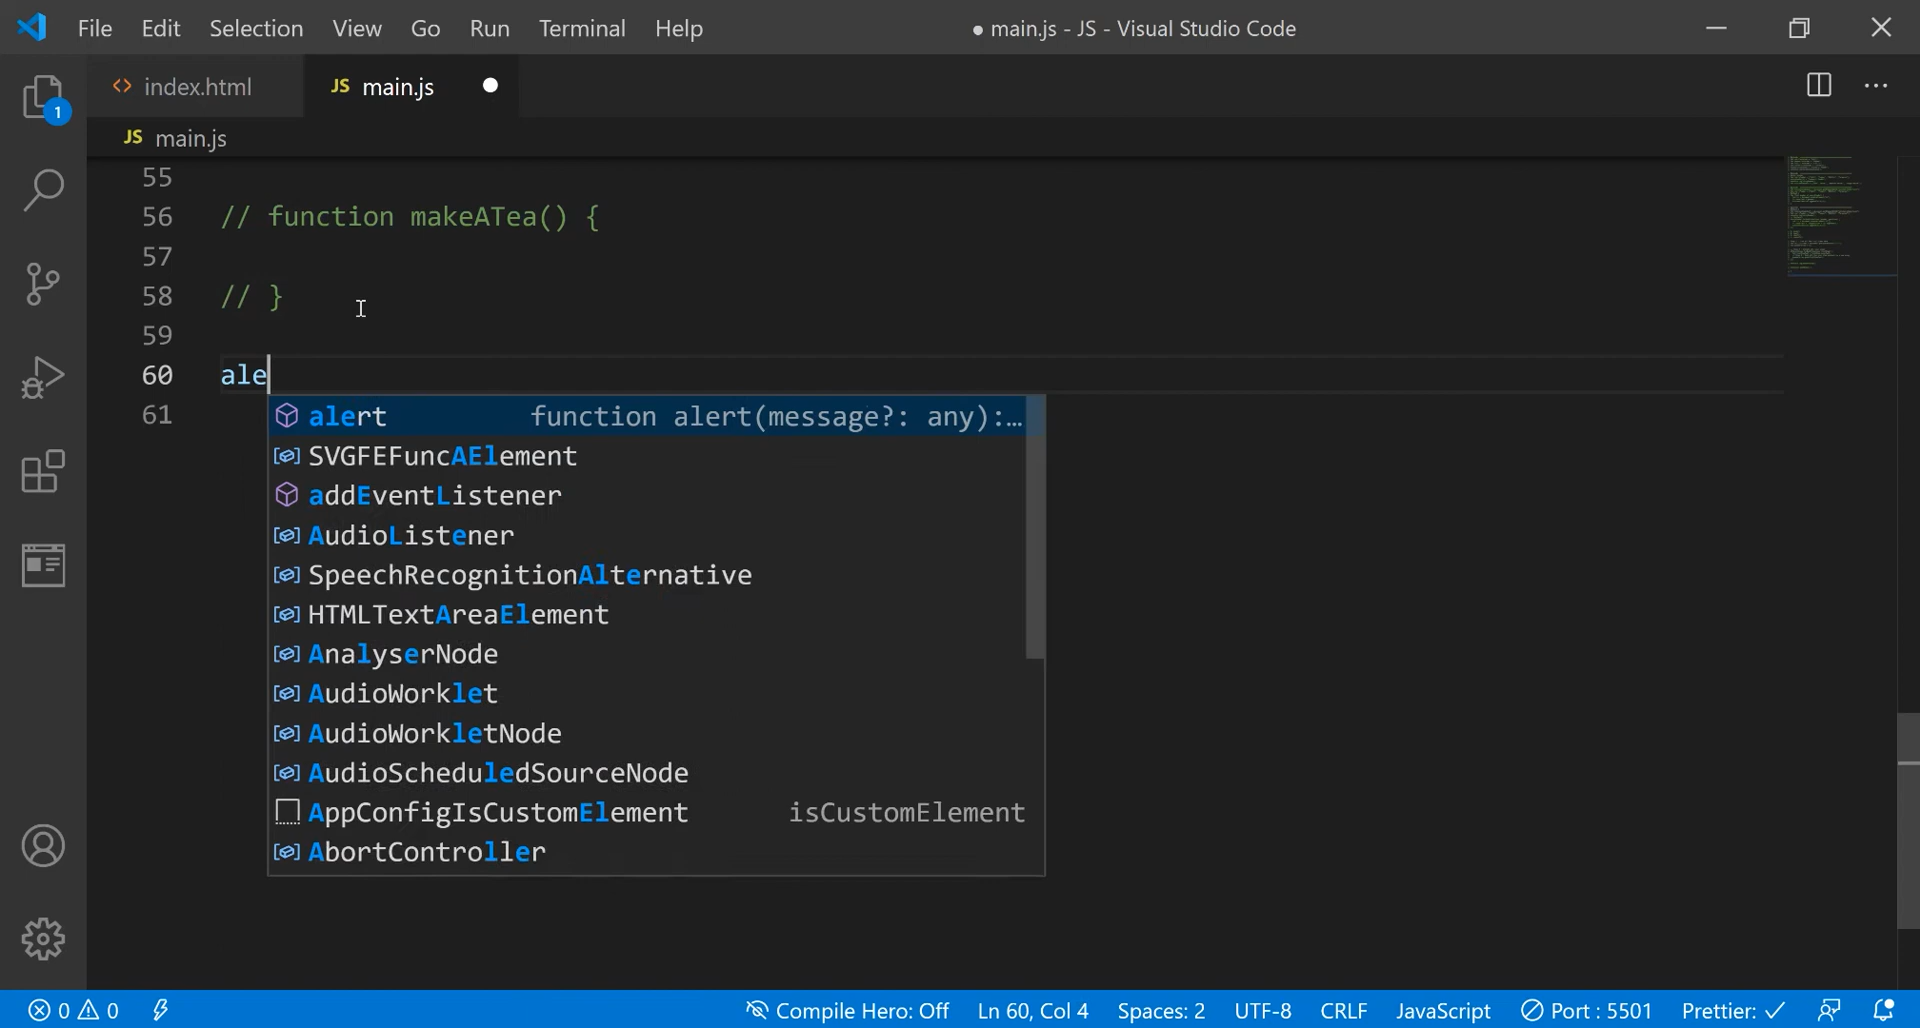 File Edit Selection View Go Run Terminal Help ● main.js - JS - Visual Studio Code
<> index.html JS main.js ●
1
JS main.js
55
56 // function makeATea() {
57
58 // }
59
60 ale
61
alert function alert(message?: any):…
SVGFEFuncAElement
addEventListener
AudioListener
SpeechRecognitionAlternative
HTMLTextAreaElement
AnalyserNode
AudioWorklet
AudioWorkletNode
AudioScheduledSourceNode
AppConfigIsCustomElement isCustomElement
AbortController
0 0 Compile Hero: Off Ln 60, Col 4 Spaces: 2 UTF-8 CRLF JavaScript Port : 5501 Prettier: ✓